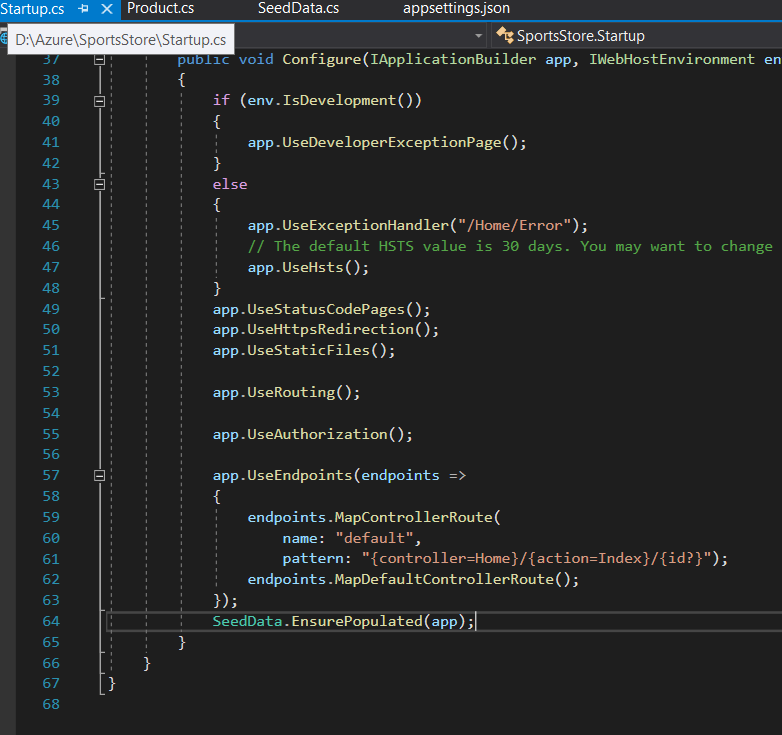 Startup.cs
Product.cs
SeedData.cs
appsettings.json
D:\Azure\SportsStore\Startup.cs
SportsStore.Startup
37 public void Configure(IApplicationBuilder app, IWebHostEnvironment en
38 {
39 if (env.IsDevelopment())
40 {
41 app.UseDeveloperExceptionPage();
42 }
43 else
44 {
45 app.UseExceptionHandler("/Home/Error");
46 // The default HSTS value is 30 days. You may want to change
47 app.UseHsts();
48 }
49 app.UseStatusCodePages();
50 app.UseHttpsRedirection();
51 app.UseStaticFiles();
52
53 app.UseRouting();
54
55 app.UseAuthorization();
56
57 app.UseEndpoints(endpoints =>
58 {
59 endpoints.MapControllerRoute(
60 name: "default",
61 pattern: "{controller=Home}/{action=Index}/{id?}");
62 endpoints.MapDefaultControllerRoute();
63 });
64 SeedData.EnsurePopulated(app);
65 }
66 }
67 }
68